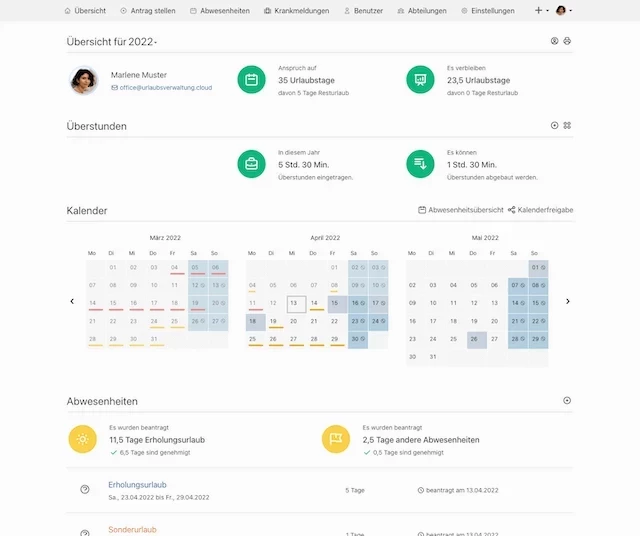 Übersicht Antrag stellen Abwesenheiten Krankmeldungen Benutzer Abteilungen Einstellungen
Übersicht für 2022
Marlene Muster
office@urlaubsverwaltung.cloud
Anspruch auf
35 Urlaubstage
davon 5 Tage Resturlaub
Es verbleiben
23,5 Urlaubstage
davon 0 Tage Resturlaub
Überstunden
In diesem Jahr
5 Std. 30 Min.
Überstunden eingetragen.
Es können
1 Std. 30 Min.
Überstunden abgebaut werden.
Kalender
Abwesenheitsübersicht Kalenderfreigabe
März 2022
Mo Di Mi Do Fr Sa So
01 02 03 04 05 06
07 08 09 10 11 12 13
14 15 16 17 18 19 20
21 22 23 24 25 26 27
28 29 30 31
April 2022
Mo Di Mi Do Fr Sa So
01 02 03
04 05 06 07 08 09 10
11 12 13 14 15 16 17
18 19 20 21 22 23 24
25 26 27 28 29 30
Mai 2022
Mo Di Mi Do Fr Sa So
01
02 03 04 05 06 07 08
09 10 11 12 13 14 15
16 17 18 19 20 21 22
23 24 25 26 27 28 29
30 31
Abwesenheiten
Es wurden beantragt
11,5 Tage Erholungsurlaub
6,5 Tage sind genehmigt
Es wurden beantragt
2,5 Tage andere Abwesenheiten
0,5 Tag sind genehmigt
Erholungsurlaub
Sa., 23.04.2022 bis Fr., 29.04.2022
5 Tage
beantragt am 13.04.2022
Sonderurlaub
1 Tage
beantragt am 13.04.2022